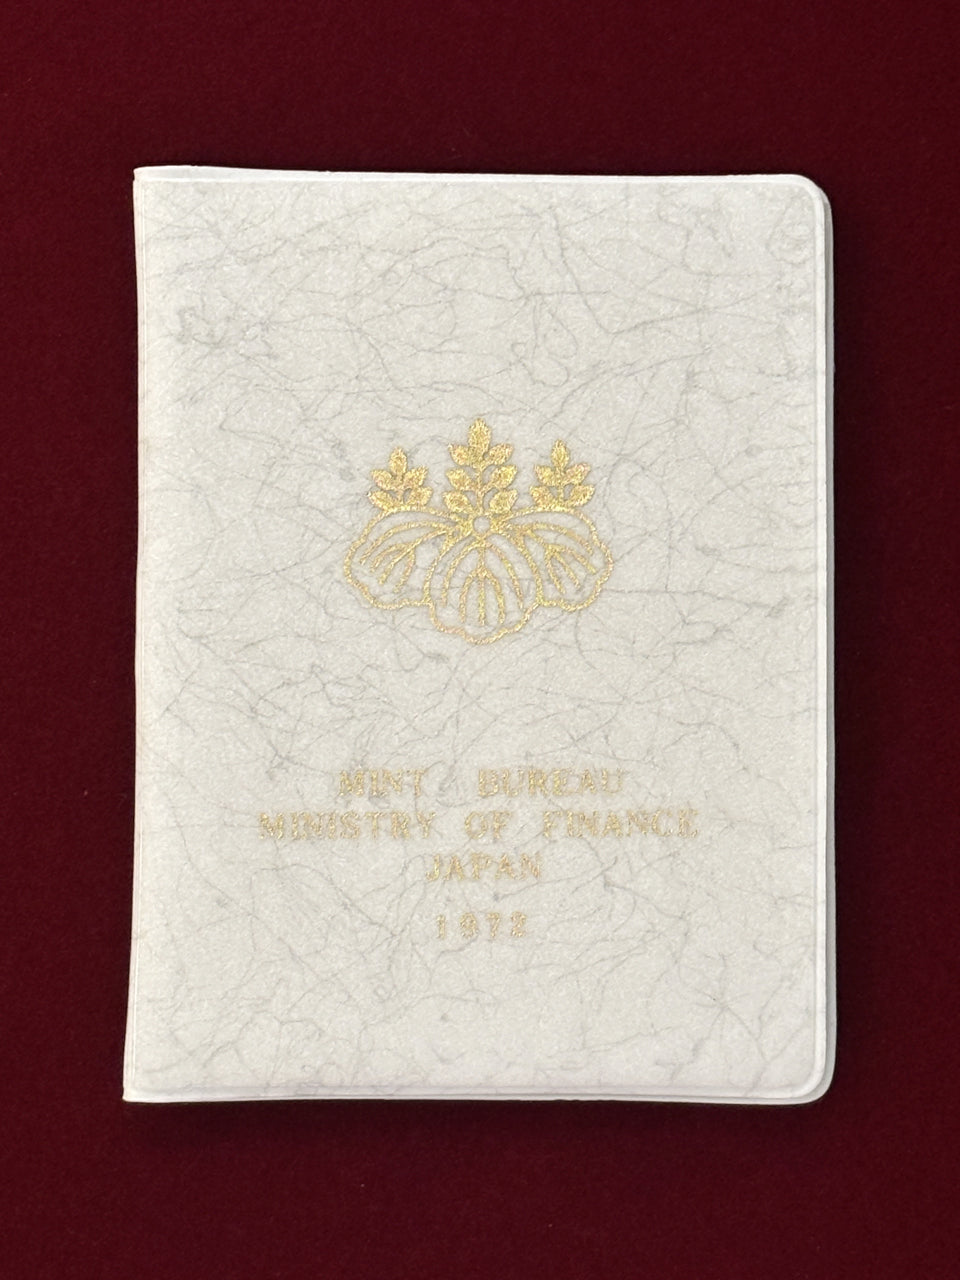 MINT BUREAU
MINISTRY OF FINANCE
JAPAN
1972